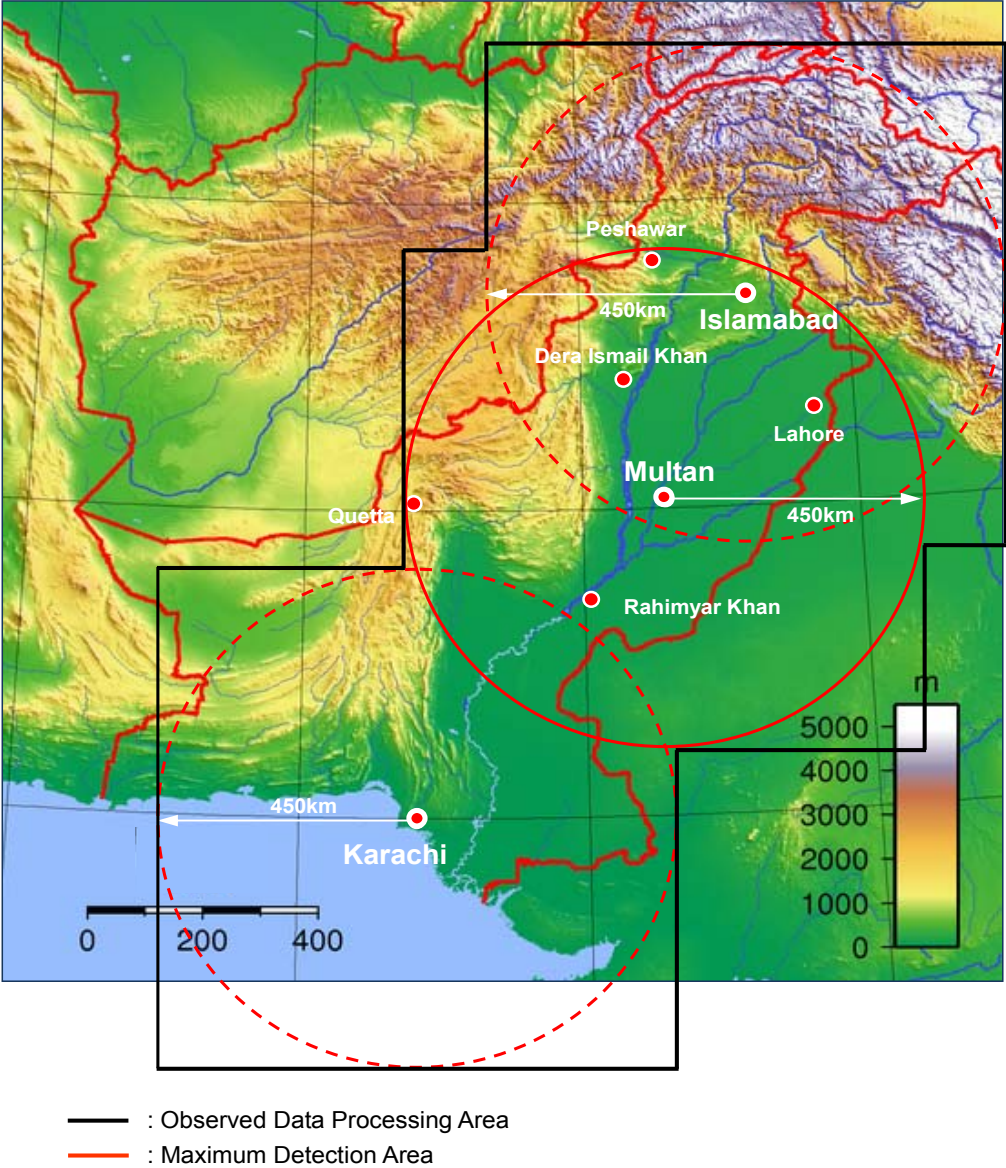 Peshawar
450km
Islamabad
Dera Ismail Khan
Lahore
Multan
450km
Quetta
Rahimyar Khan
m
5000
4000
3000
2000
1000
0
450km
Karachi
0 200 400
: Observed Data Processing Area
: Maximum Detection Area